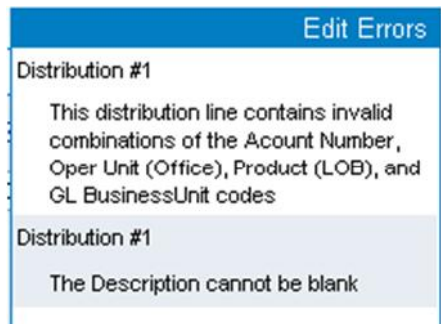 Edit Errors
Distribution #1
This distribution line contains invalid
combinations of the Acount Number,
Oper Unit (Office), Product (LOB), and
GL BusinessUnit codes
Distribution #1
The Description cannot be blank